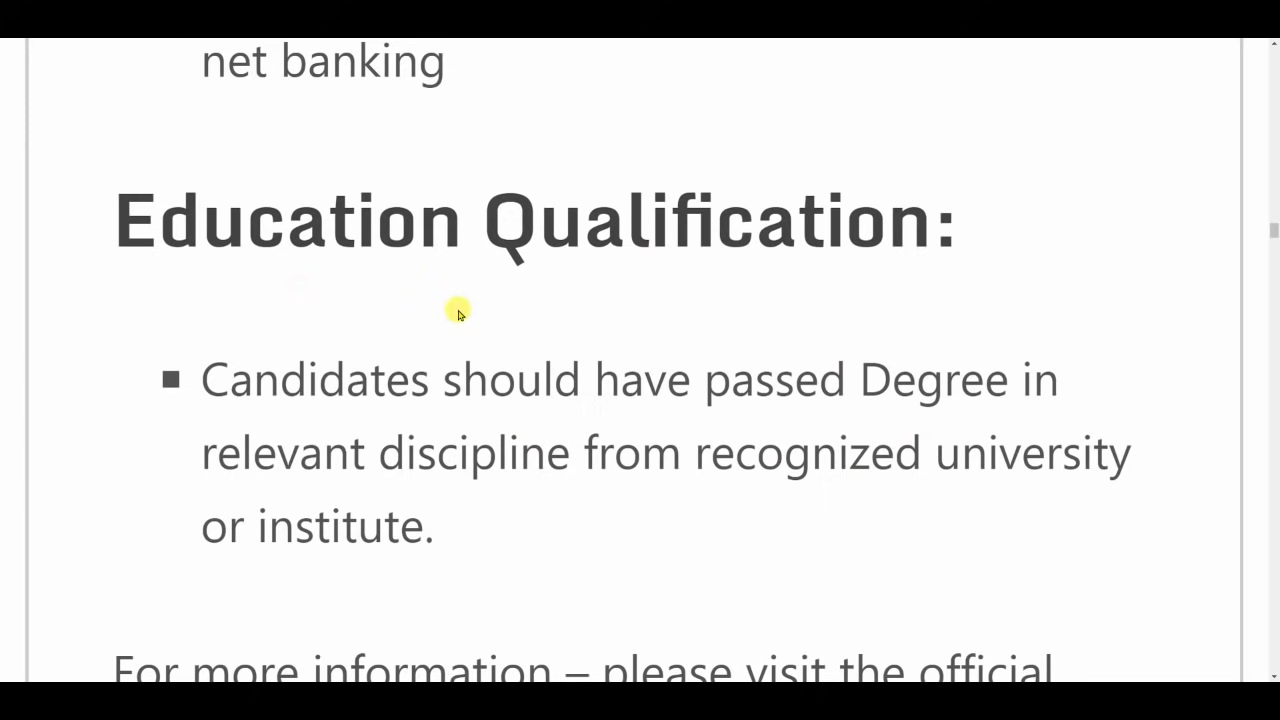 net banking
Education Qualification:
▪ Candidates should have passed Degree in
relevant discipline from recognized university
or institute.
For more information – please visit the official